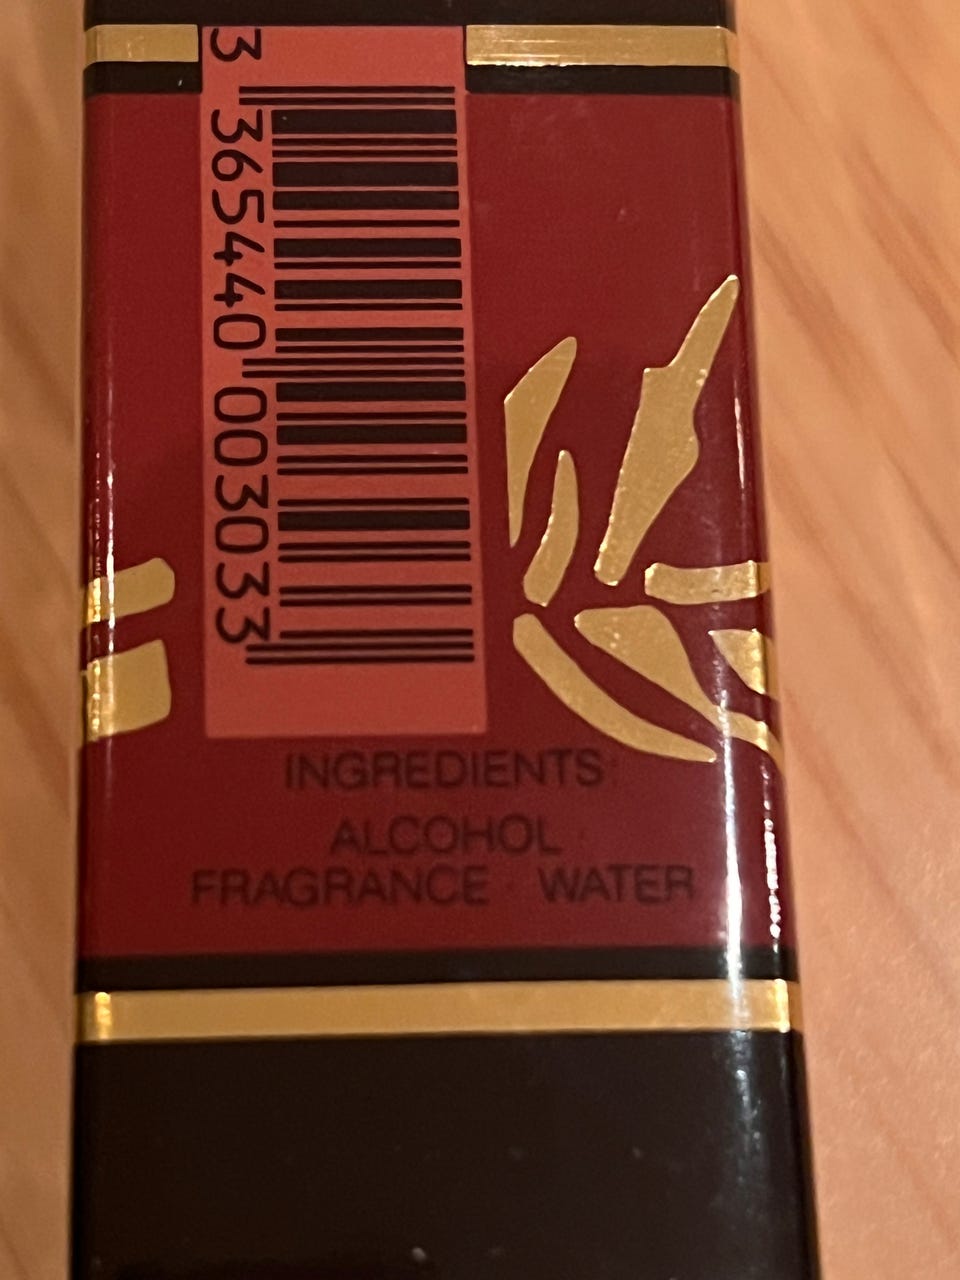 3 365440 003033
INGREDIENTS
ALCOHOL
FRAGRANCE WATER